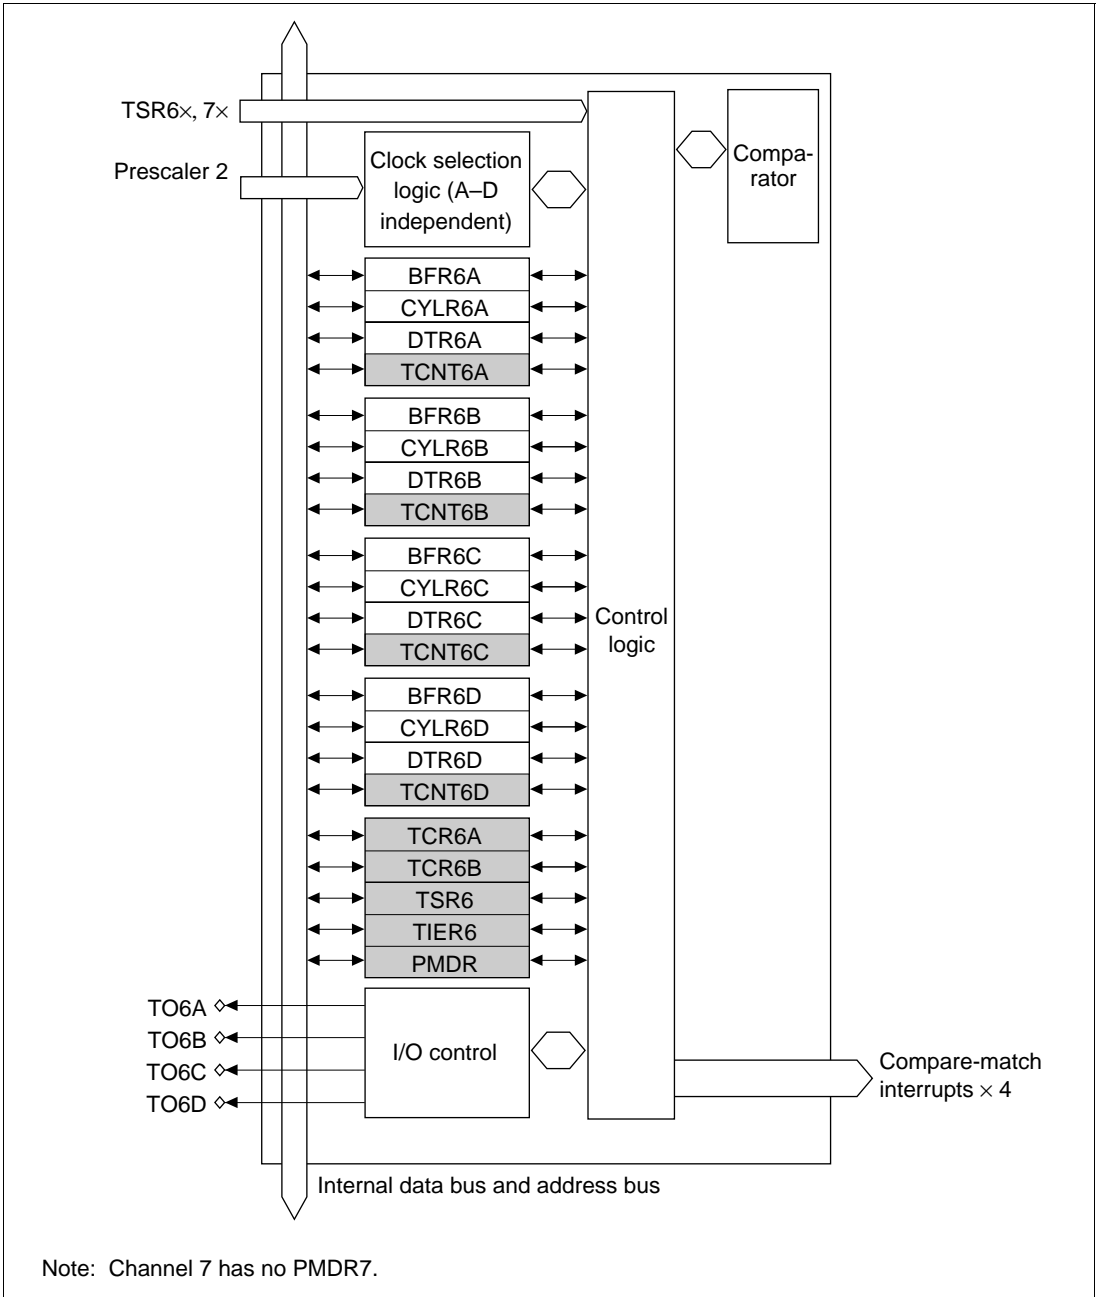 TSR6×, 7×
Prescaler 2
Clock selection
logic (A–D
independent)
Compa-
rator
BFR6A
CYLR6A
DTR6A
TCNT6A
BFR6B
CYLR6B
DTR6B
TCNT6B
BFR6C
CYLR6C
DTR6C
TCNT6C
Control
logic
BFR6D
CYLR6D
DTR6D
TCNT6D
TCR6A
TCR6B
TSR6
TIER6
PMDR
TO6A
TO6B
TO6C
TO6D
I/O control
Compare-match
interrupts × 4
Internal data bus and address bus
Note: Channel 7 has no PMDR7.